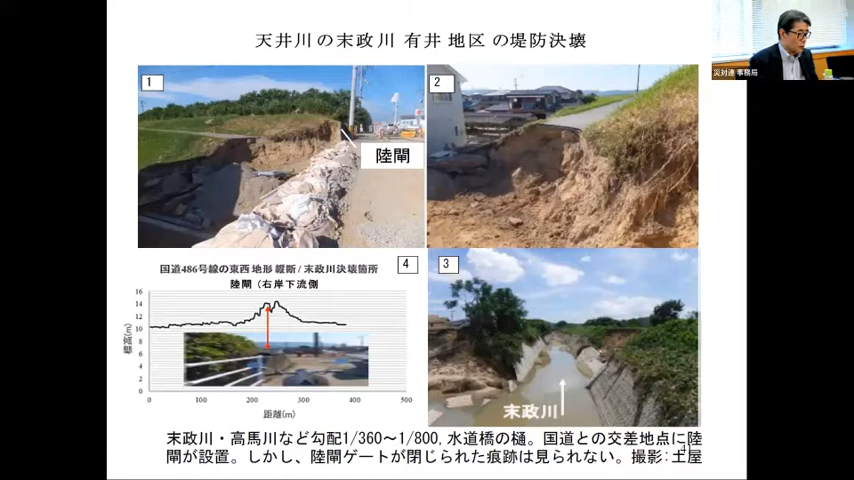 天井川の末政川 有井 地区 の堤防決壊
災対連 事務局
1
陸閘
2
国道486号線の東西 地形 縦断 / 末政川決壊箇所
4
陸閘（右岸下流側
16
14
12
10
8
6
4
2
0
標高(m)
0
100
200
300
400
500
距離(m)
3
末政川
末政川・高馬川など勾配1/360～1/800, 水道橋の樋。国道との交差地点に陸
閘が設置。しかし、陸閘ゲートが閉じられた痕跡は見られない。撮影：土屋